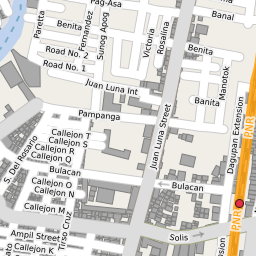 Pag-Asa
Banal
Paretta
Benita
Fernandez
Sunog Apog
Victoria
Rosalina
Benita
Road No. 2
Road No. 1
Manotok
Juan Luna Int
Banita
Pampanga
Juan Luna Street
Dagupan Extension
PNR
Callejon T
Callejon S
Callejon R
Callejon Q
S. Del Rosario
Bulacan
Callejon O
Callejon N
Bulacan
Callejon M
Tirso Cruz
PNR
Ampil Street
Callejon K
Solis
Extension